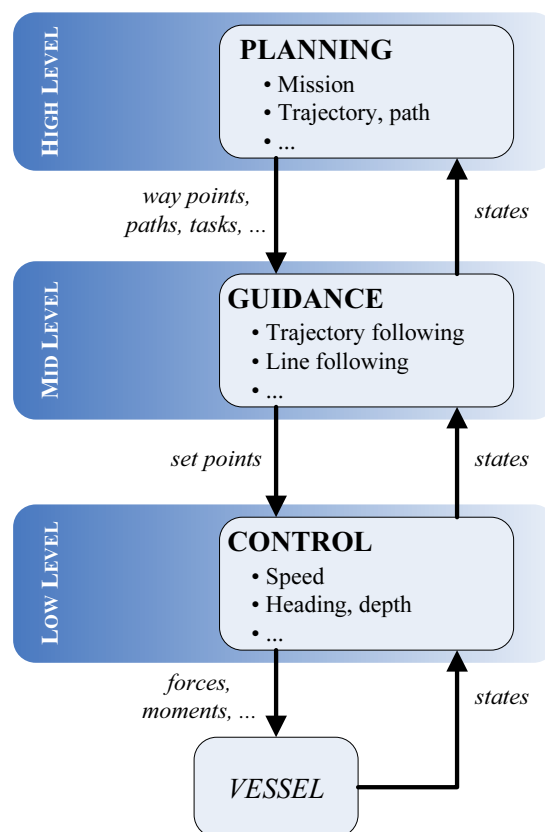 HIGH LEVEL
PLANNING
• Mission
• Trajectory, path
• ...
way points,
paths, tasks, ...
states
MID LEVEL
GUIDANCE
• Trajectory following
• Line following
• ...
set points
states
LOW LEVEL
CONTROL
• Speed
• Heading, depth
• ...
forces,
moments, ...
states
VESSEL